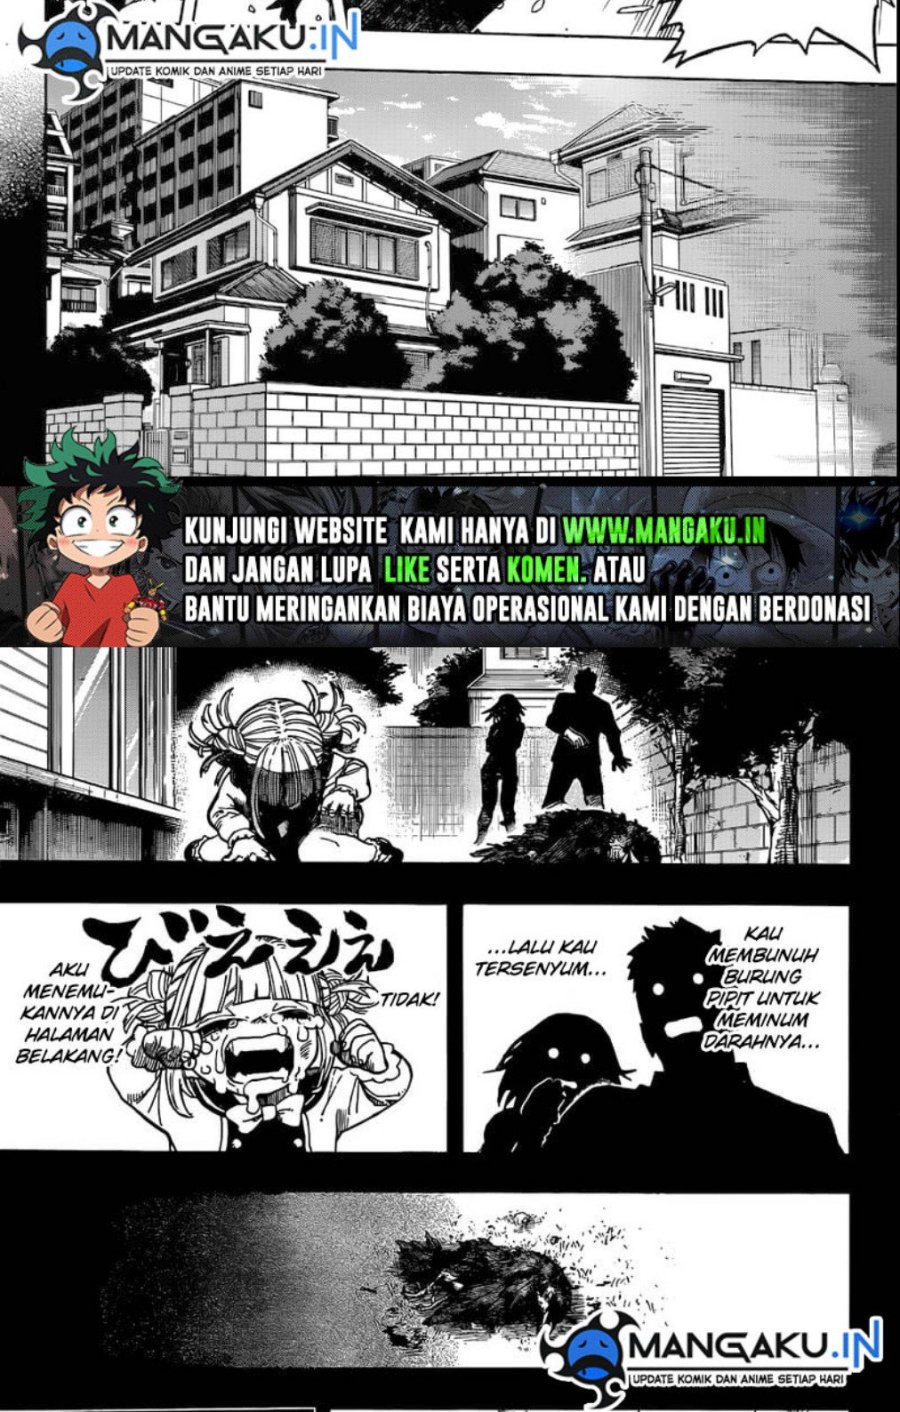 MANGAKU.IN
UPDATE KOMIK DAN ANIME SETIAP HARI
KUNJUNGI WEBSITE KAMI HANYA DI WWW.MANGAKU.IN
DAN JANGAN LUPA LIKE SERTA KOMEN. ATAU
BANTU MERINGANKAN BIAYA OPERASIONAL KAMI DENGAN BERDONASI
KAU
MEMBUNUH
BURUNG
PIPIT UNTUK
MEMINUM
DARAHNYA...
...LALU KAU
TERSENYUM...
びええぇ
TIDAK!
AKU
MENEMU-
KANNYA DI
HALAMAN
BELAKANG!
MANGAKU.IN
UPDATE KOMIK DAN ANIME SETIAP HARI